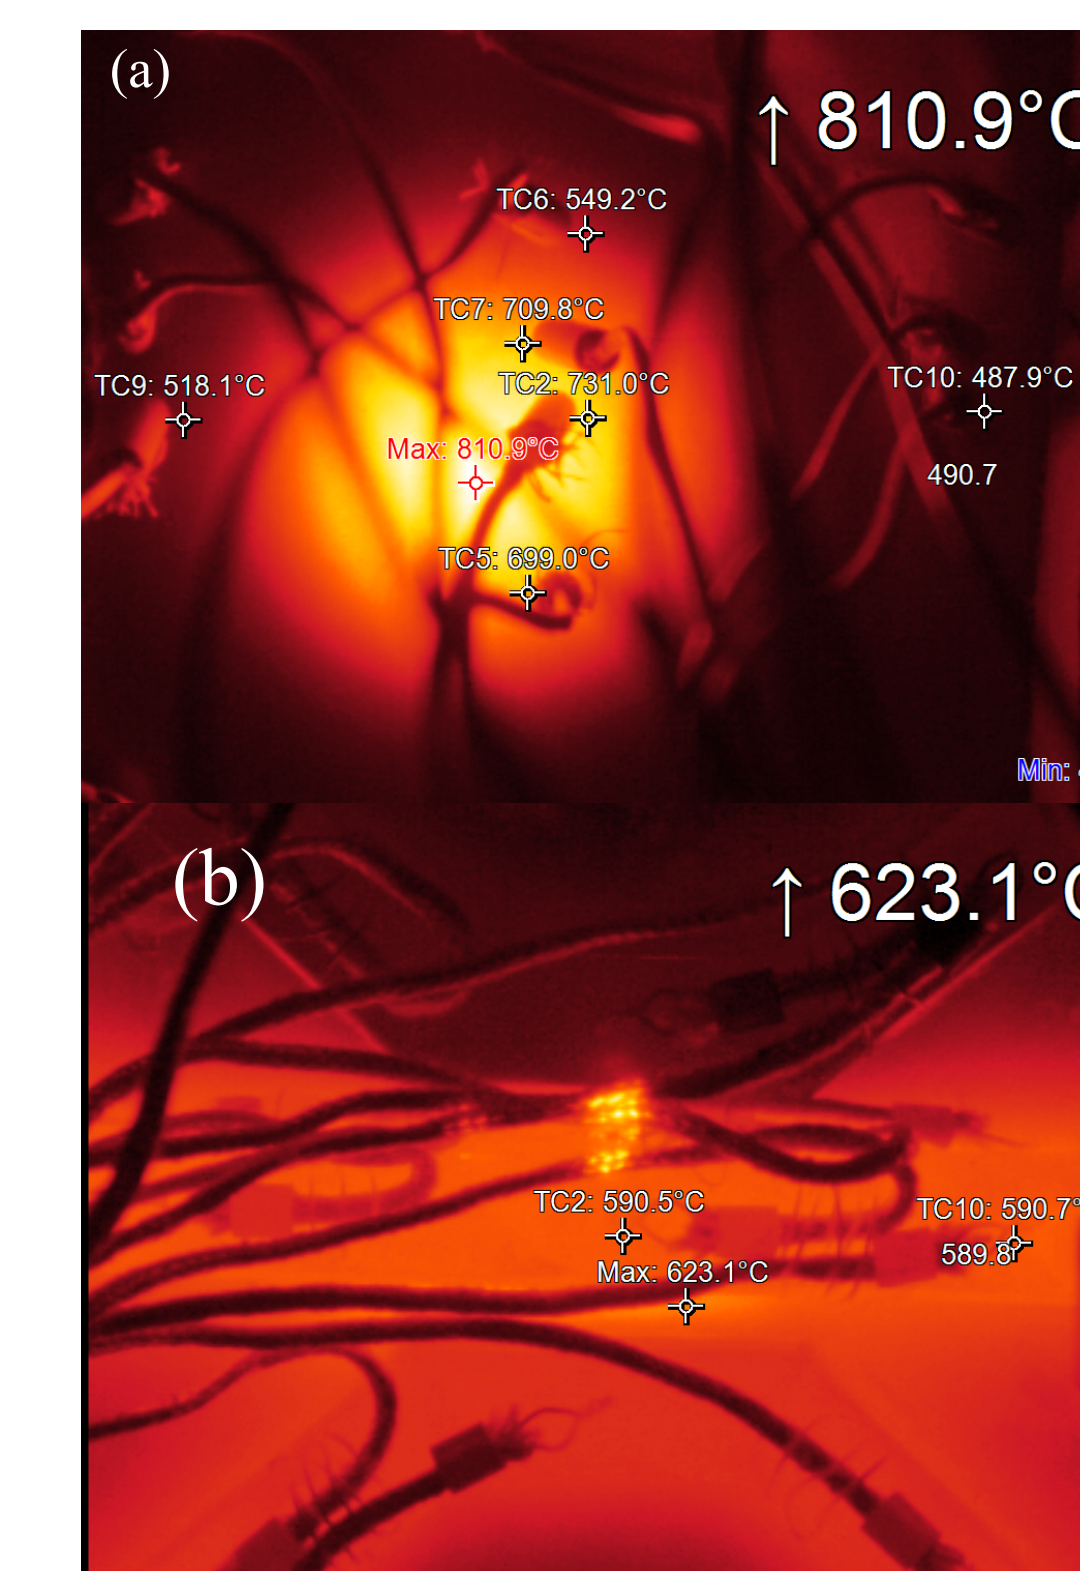 (a)
↑ 810.9°C
TC6: 549.2°C
TC7: 709.8°C
TC9: 518.1°C
TC2: 731.0°C
TC10: 487.9°C
Max: 810.9°C
490.7
TC5: 699.0°C
Min:
(b)
↑ 623.1°C
TC2: 590.5°C
TC10: 590.7°
589.8
Max: 623.1°C